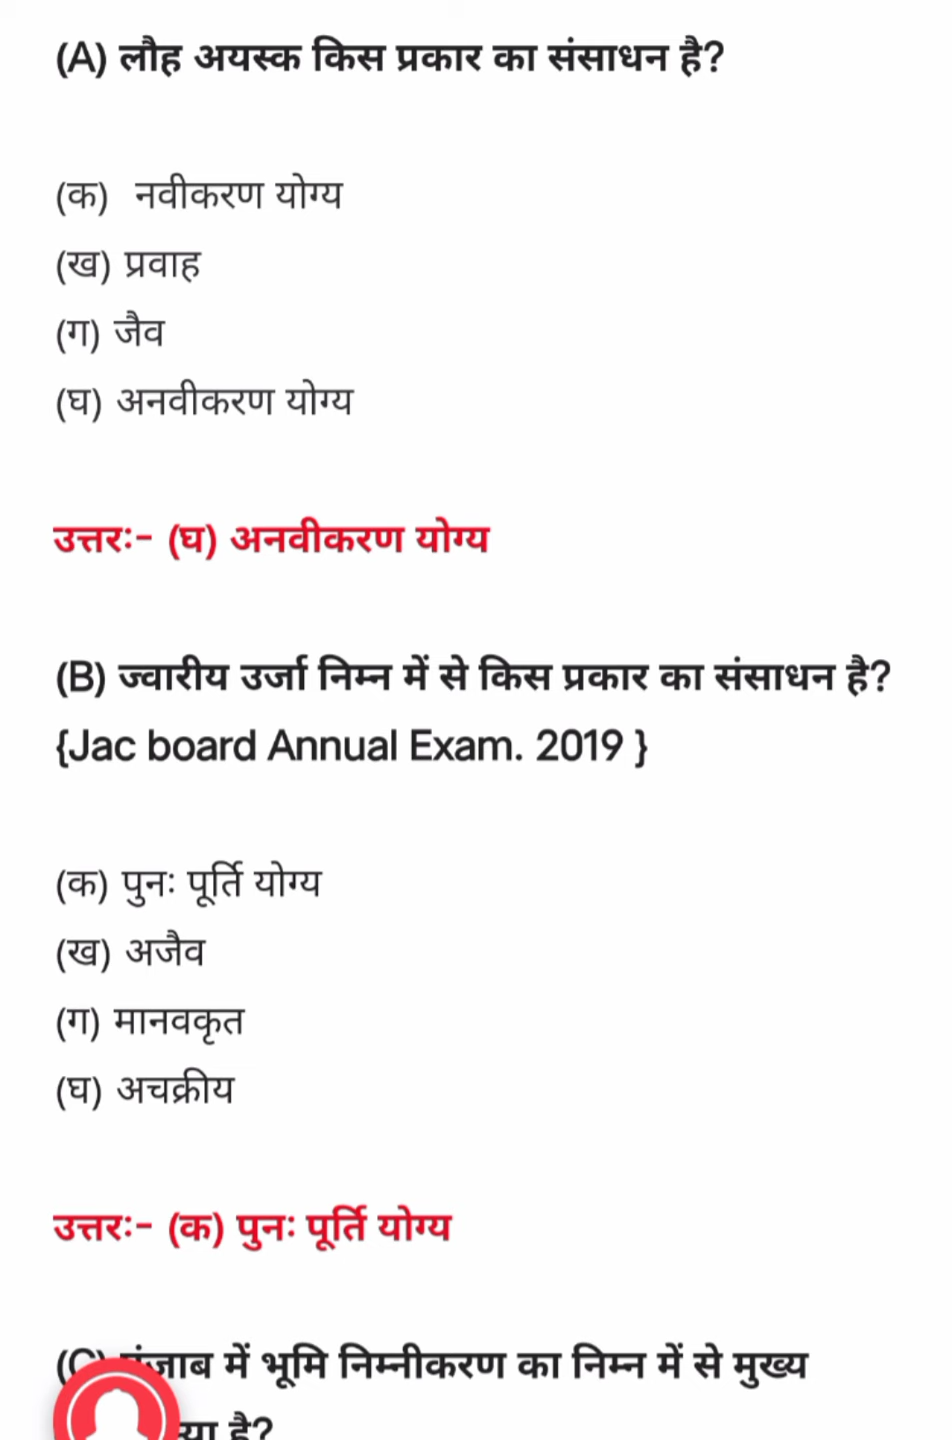 (A) लौह अयस्क किस प्रकार का संसाधन है?
(क) नवीकरण योग्य
(ख) प्रवाह
(ग) जैव
(घ) अनवीकरण योग्य
उत्तरः- (घ) अनवीकरण योग्य
(B) ज्वारीय उर्जा निम्न में से किस प्रकार का संसाधन है?
{Jac board Annual Exam. 2019 }
(क) पुनः पूर्ति योग्य
(ख) अजैव
(ग) मानवकृत
(घ) अचक्रीय
उत्तरः- (क) पुनः पूर्ति योग्य
(C) पंजाब में भूमि निम्नीकरण का निम्न में से मुख्य
है?